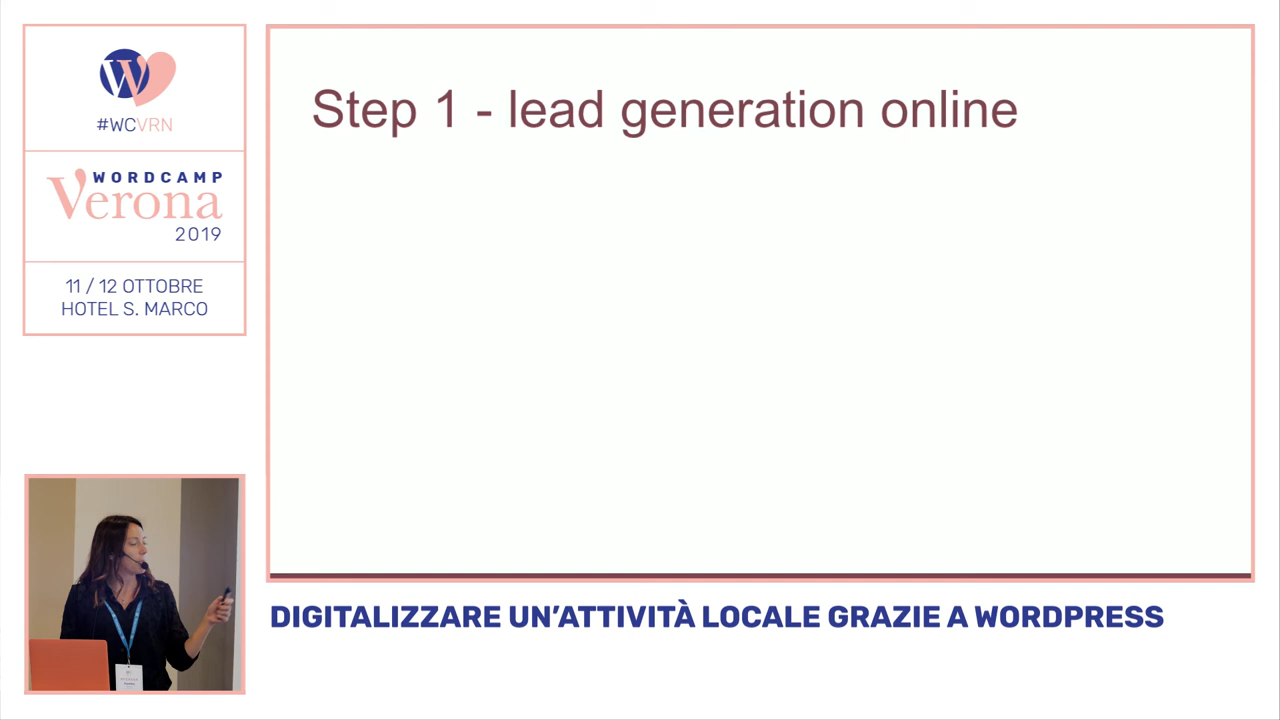 #WCVRN
WORDCAMP
Verona
2019
11 / 12 OTTOBRE
HOTEL S. MARCO
Step 1 - lead generation online
DIGITALIZZARE UN'ATTIVITÀ LOCALE GRAZIE A WORDPRESS